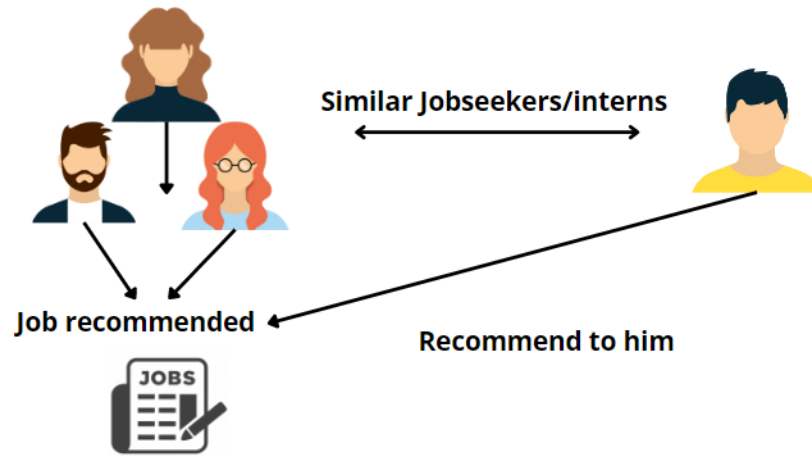 Similar Jobseekers/interns
Job recommended
Recommend to him
JOBS